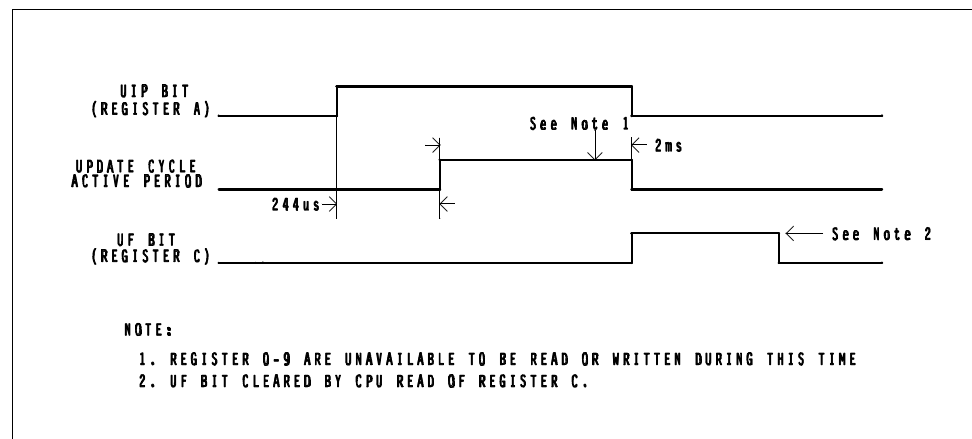 UIP BIT
(REGISTER A)
See Note 1
2ms
UPDATE CYCLE
ACTIVE PERIOD
244us
UF BIT
(REGISTER C)
See Note 2
NOTE:
1. REGISTER 0-9 ARE UNAVAILABLE TO BE READ OR WRITTEN DURING THIS TIME
2. UF BIT CLEARED BY CPU READ OF REGISTER C.